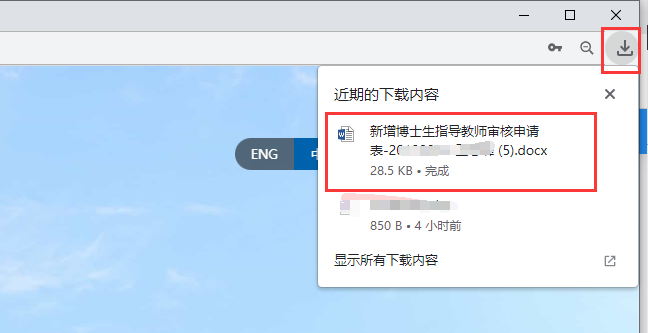 近期的下载内容
ENG
新增博士生指导教师审核申请
表-20 (5).docx
28.5 KB • 完成
850 B • 4 小时前
显示所有下载内容